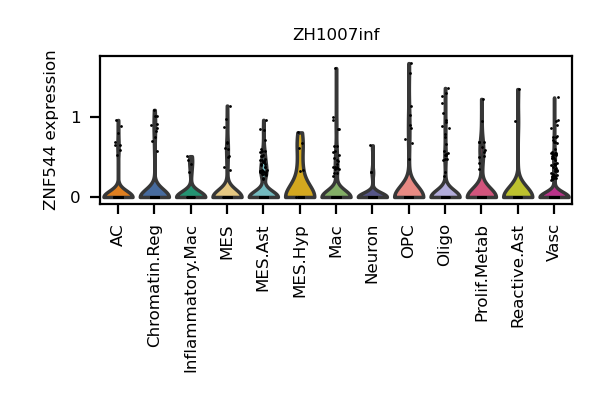 ZH1007inf
ZNF544 expression
1
0
AC
Chromatin.Reg
Inflammatory.Mac
MES
MES.Ast
MES.Hyp
Mac
Neuron
OPC
Oligo
Prolif.Metab
Reactive.Ast
Vasc